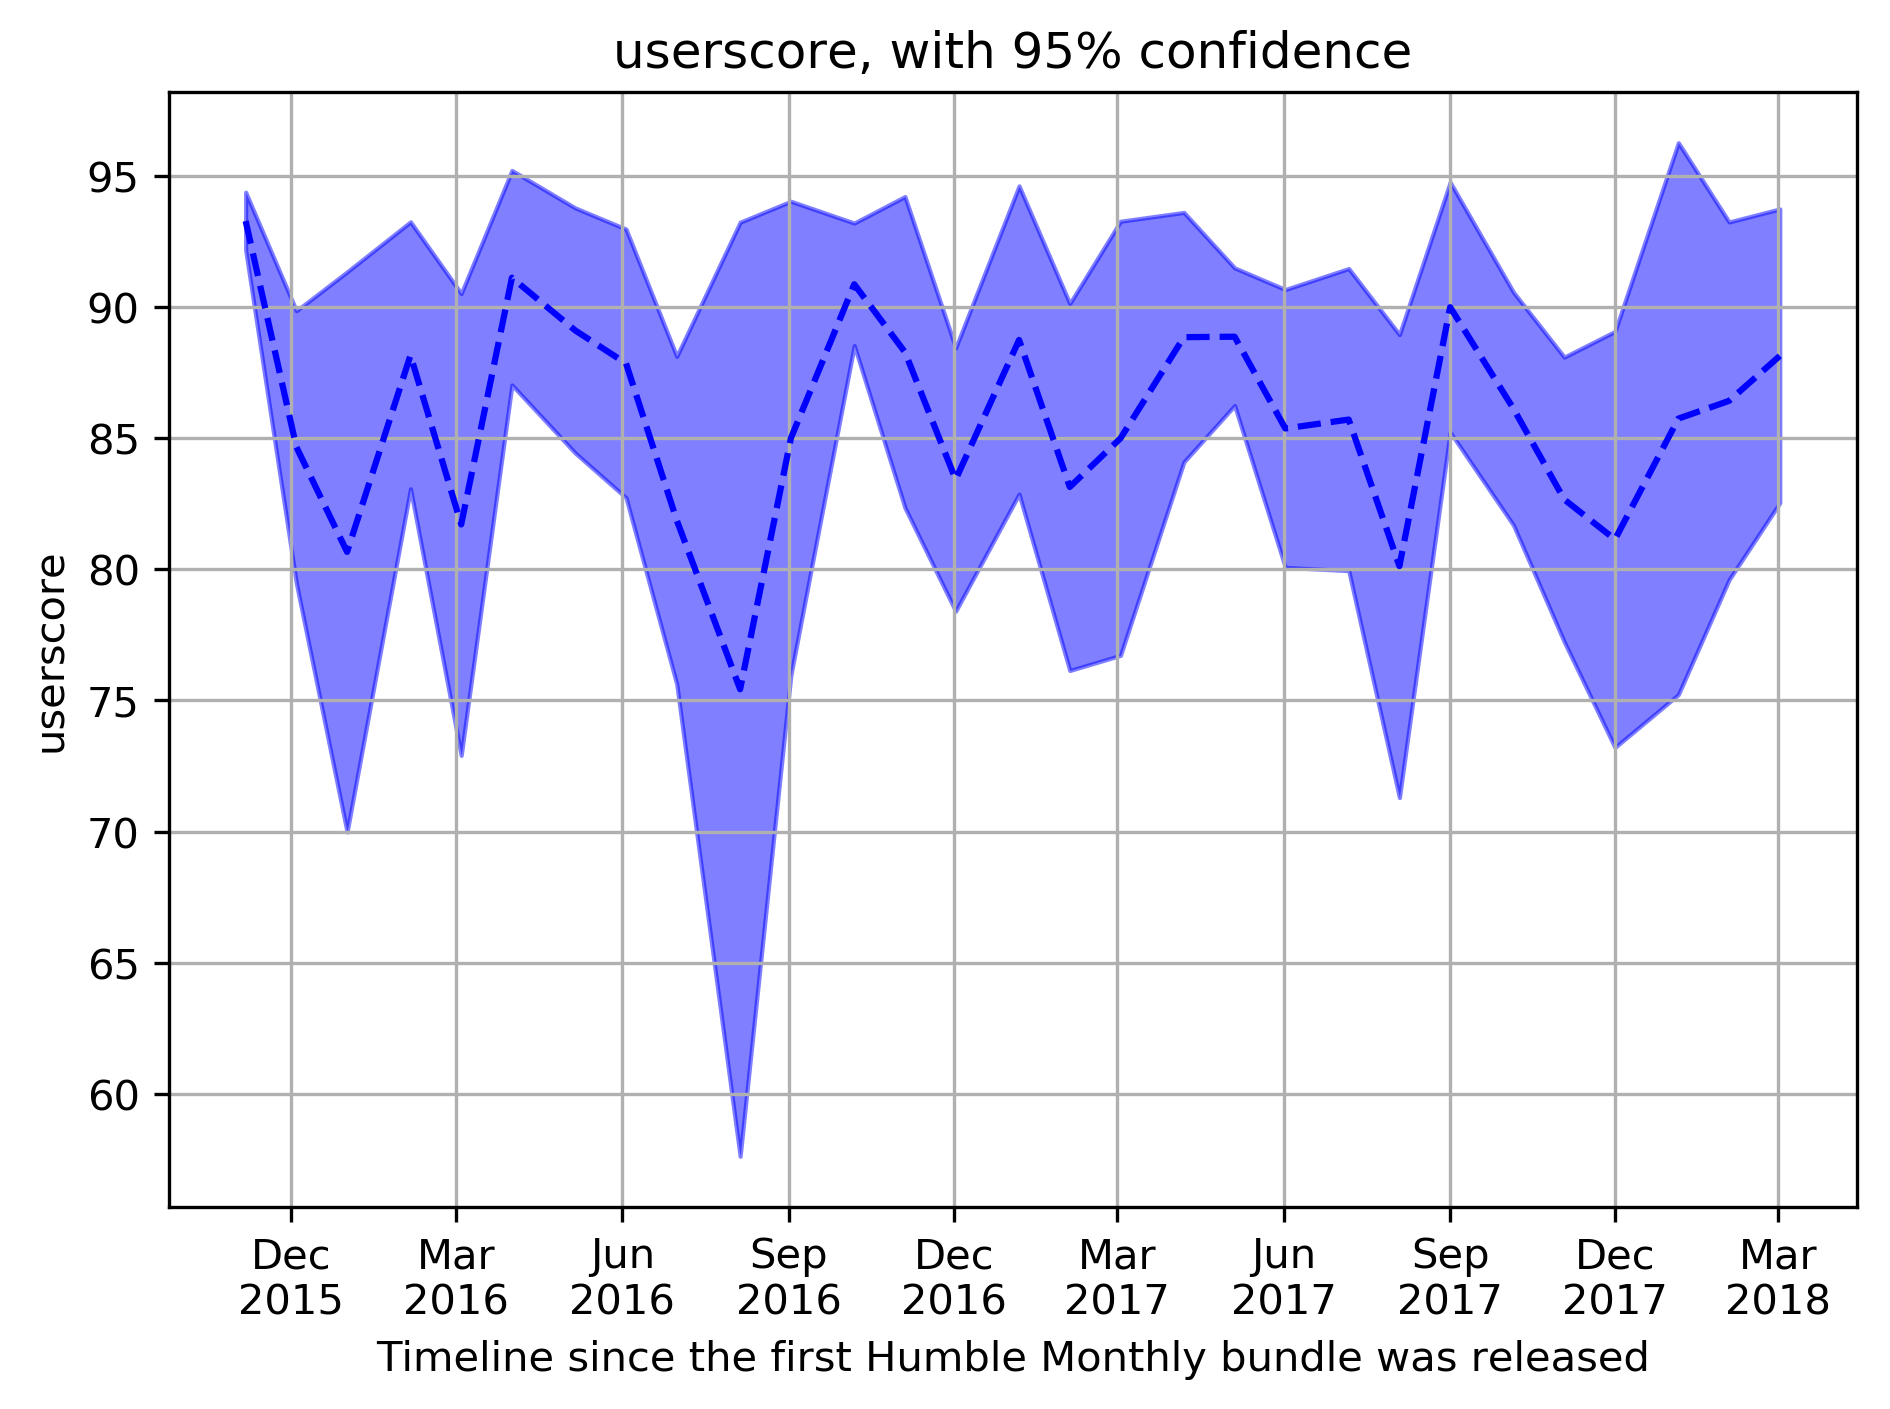 userscore, with 95% confidence
95
90
85
80
75
70
65
60
userscore
Dec Mar Jun Sep Dec Mar Jun Sep Dec Mar
2015 2016 2016 2016 2016 2017 2017 2017 2017 2018
Timeline since the first Humble Monthly bundle was released